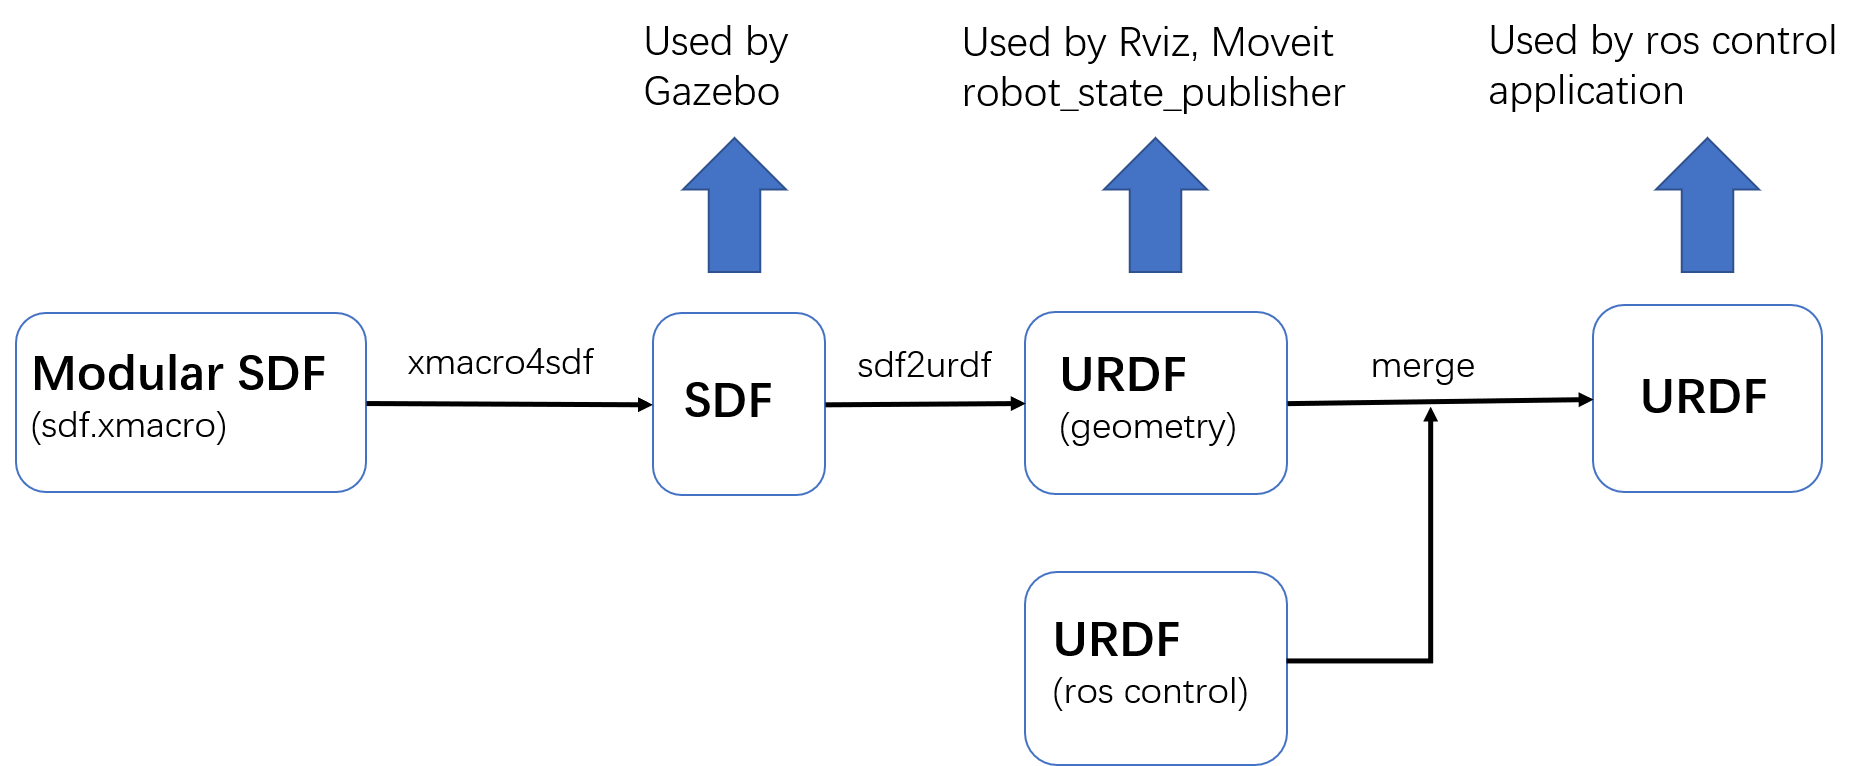 Used by
Gazebo
Used by Rviz, Moveit
robot_state_publisher
Used by ros control
application
Modular SDF
(sdf.xmacro)
xmacro4sdf
SDF
sdf2urdf
URDF
(geometry)
merge
URDF
URDF
(ros control)